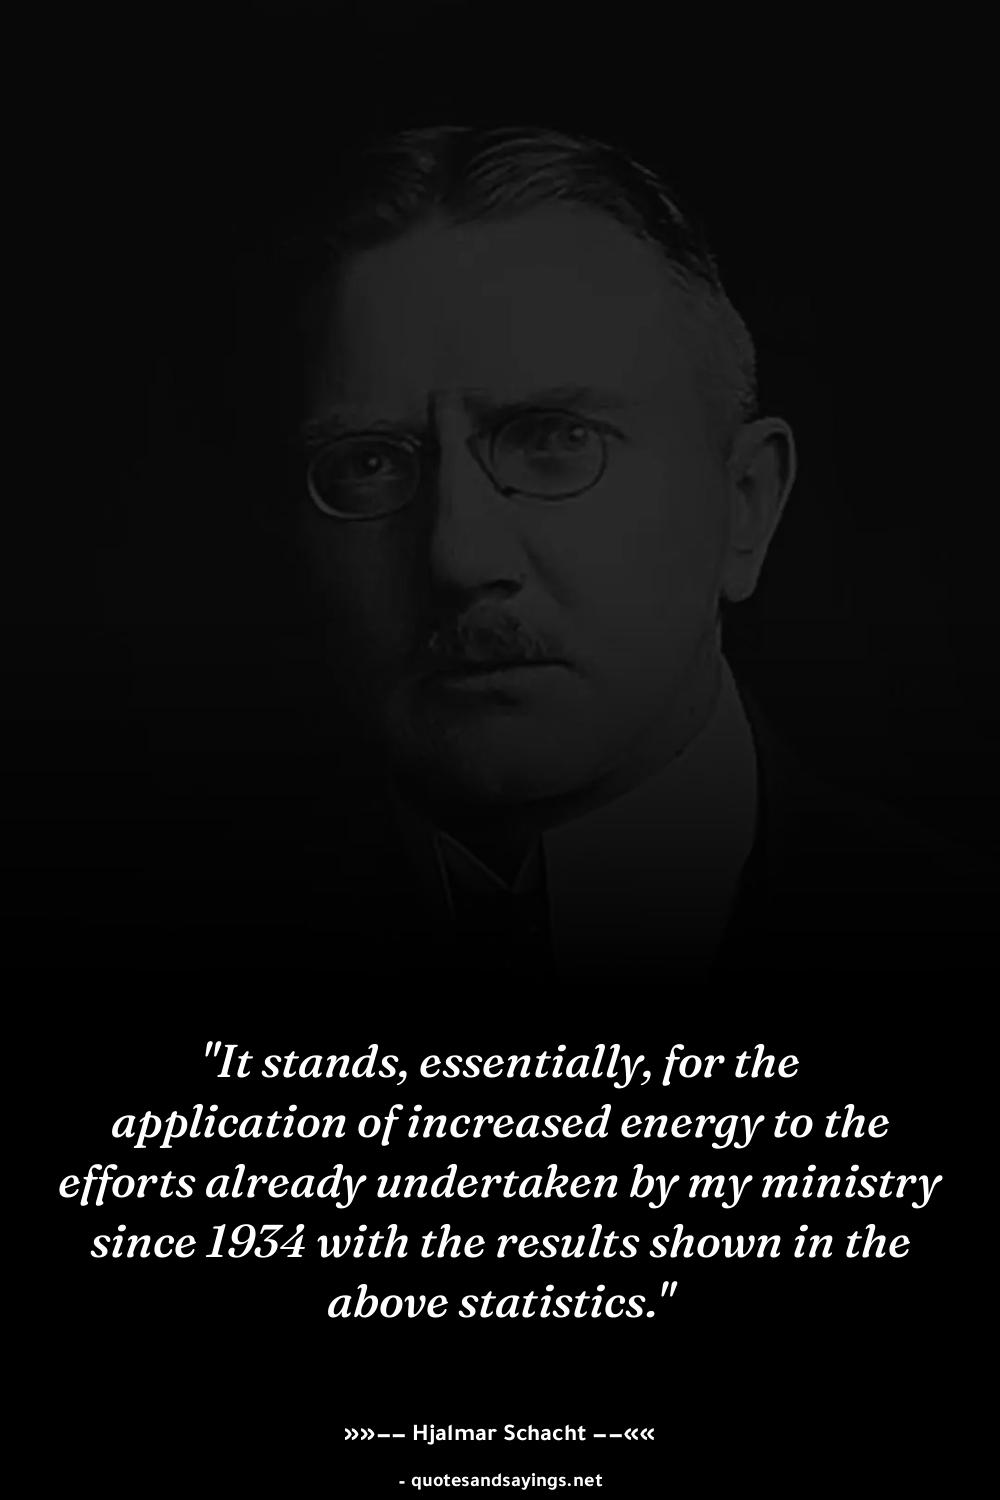 "It stands, essentially, for the
application of increased energy to the
efforts already undertaken by my ministry
since 1934 with the results shown in the
above statistics."
»»–– Hjalmar Schacht ––««
- quotesandsayings.net